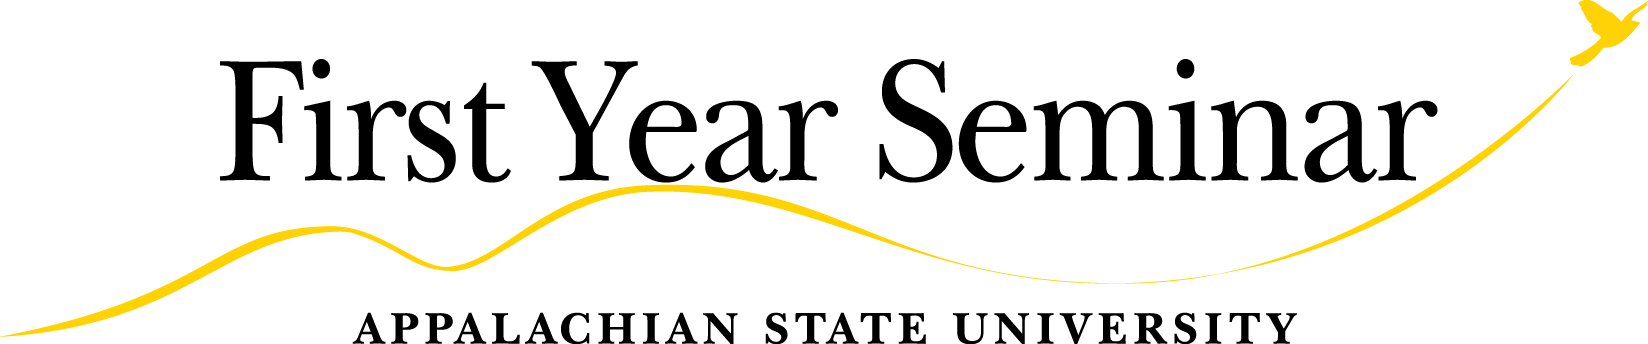 First Year Seminar
APPALACHIAN STATE UNIVERSITY